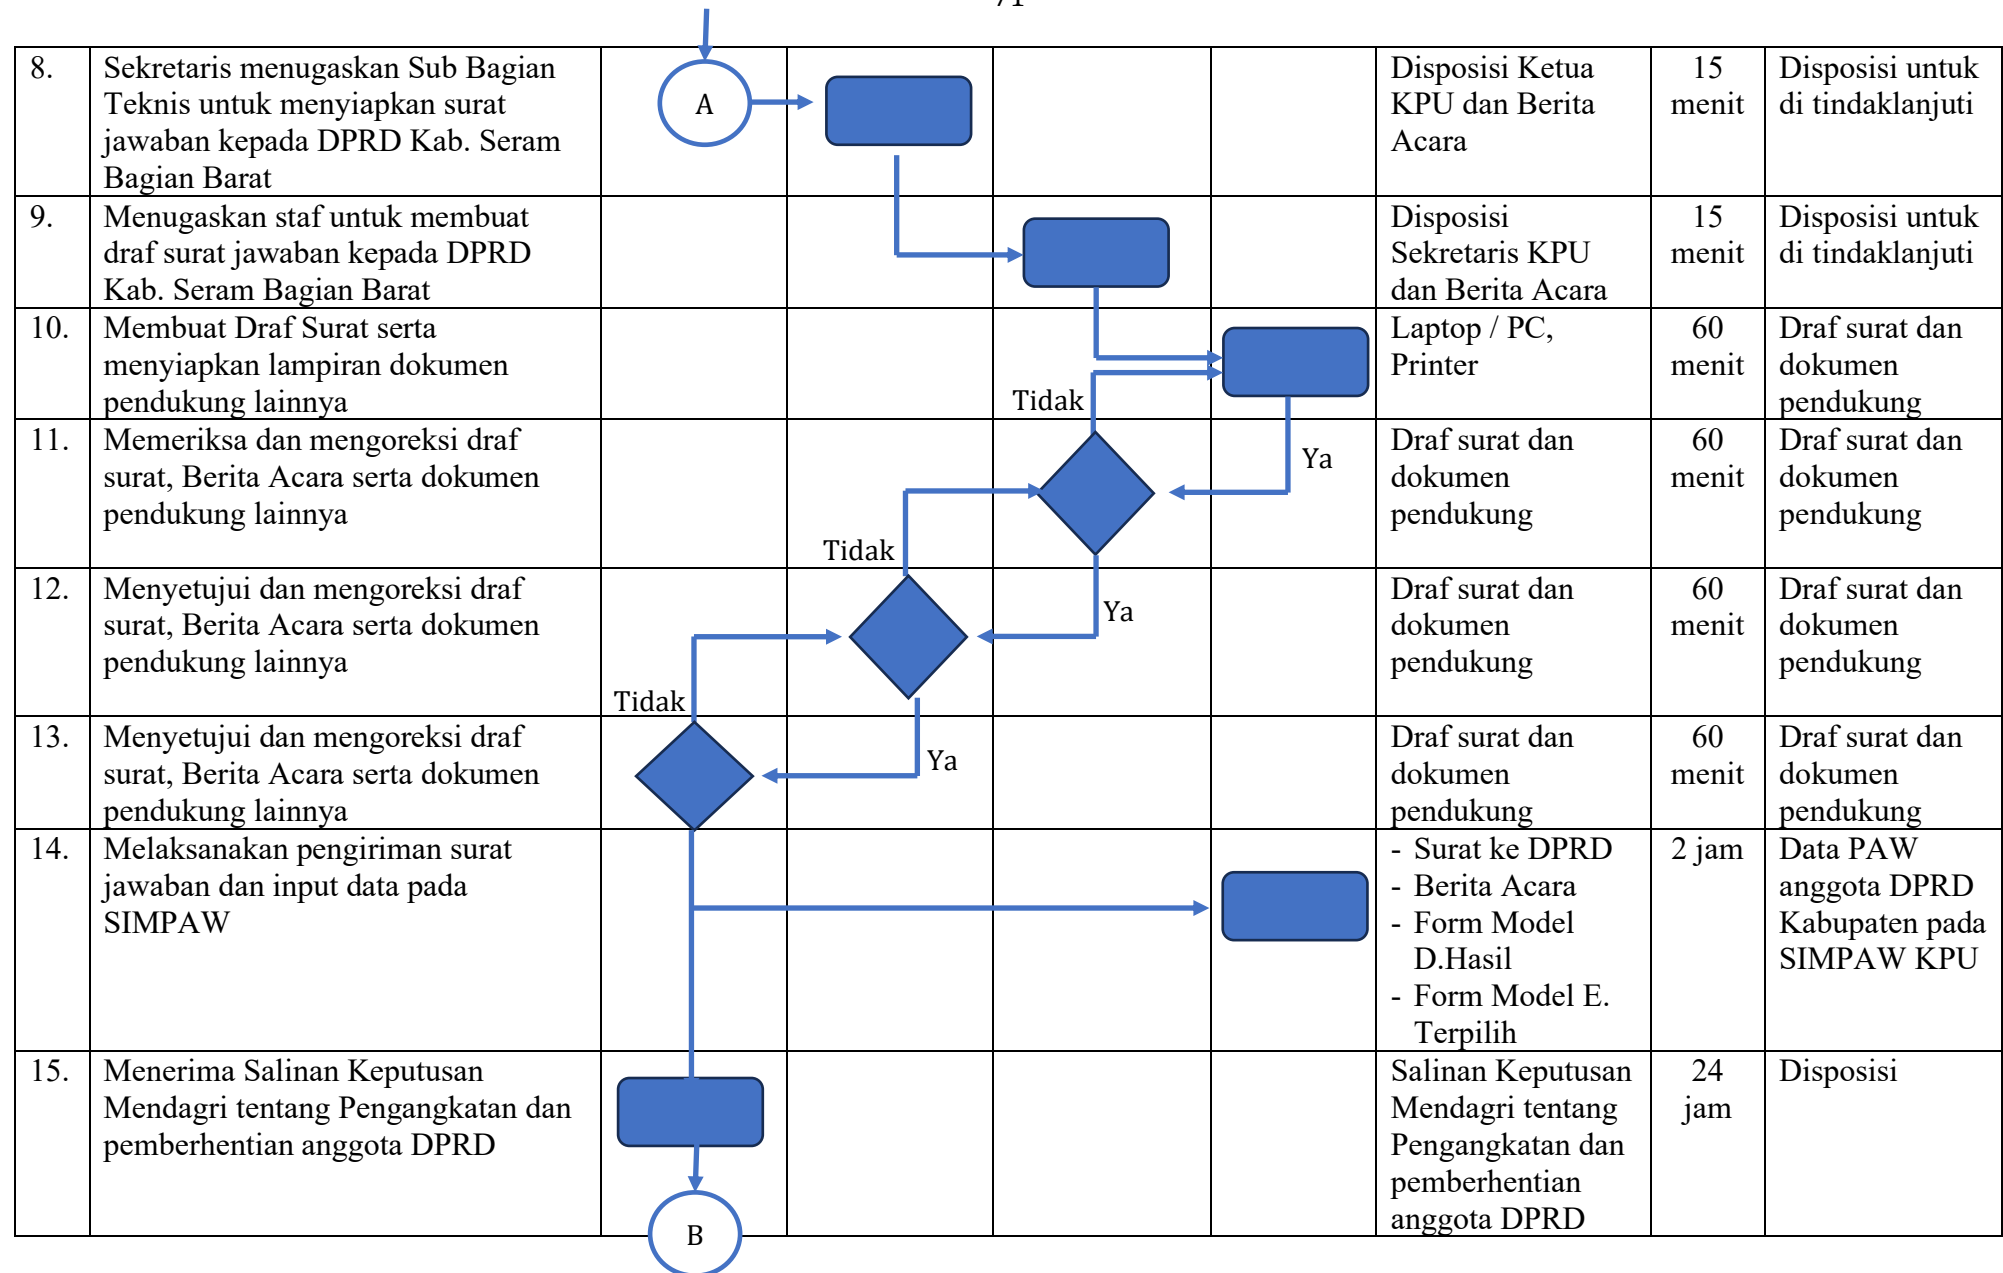 8.
Sekretaris menugaskan Sub Bagian
Teknis untuk menyiapkan surat
jawaban kepada DPRD Kab. Seram
Bagian Barat
A
Disposisi Ketua
KPU dan Berita
Acara
15
menit
Disposisi untuk
di tindaklanjuti
9.
Menugaskan staf untuk membuat
draf surat jawaban kepada DPRD
Kab. Seram Bagian Barat
Disposisi
Sekretaris KPU
dan Berita Acara
15
menit
Disposisi untuk
di tindaklanjuti
10.
Membuat Draf Surat serta
menyiapkan lampiran dokumen
pendukung lainnya
Tidak
Laptop / PC,
Printer
60
menit
Draf surat dan
dokumen
pendukung
11.
Memeriksa dan mengoreksi draf
surat, Berita Acara serta dokumen
pendukung lainnya
Tidak
Ya
Draf surat dan
dokumen
pendukung
60
menit
Draf surat dan
dokumen
pendukung
12.
Menyetujui dan mengoreksi draf
surat, Berita Acara serta dokumen
pendukung lainnya
Tidak
Ya
Draf surat dan
dokumen
pendukung
60
menit
Draf surat dan
dokumen
pendukung
13.
Menyetujui dan mengoreksi draf
surat, Berita Acara serta dokumen
pendukung lainnya
Ya
Draf surat dan
dokumen
pendukung
60
menit
Draf surat dan
dokumen
pendukung
14.
Melaksanakan pengiriman surat
jawaban dan input data pada
SIMPAW
- Surat ke DPRD
- Berita Acara
- Form Model
D.Hasil
- Form Model E.
Terpilih
2 jam
Data PAW
anggota DPRD
Kabupaten pada
SIMPAW KPU
15.
Menerima Salinan Keputusan
Mendagri tentang Pengangkatan dan
pemberhentian anggota DPRD
B
Salinan Keputusan
Mendagri tentang
Pengangkatan dan
pemberhentian
anggota DPRD
24
jam
Disposisi